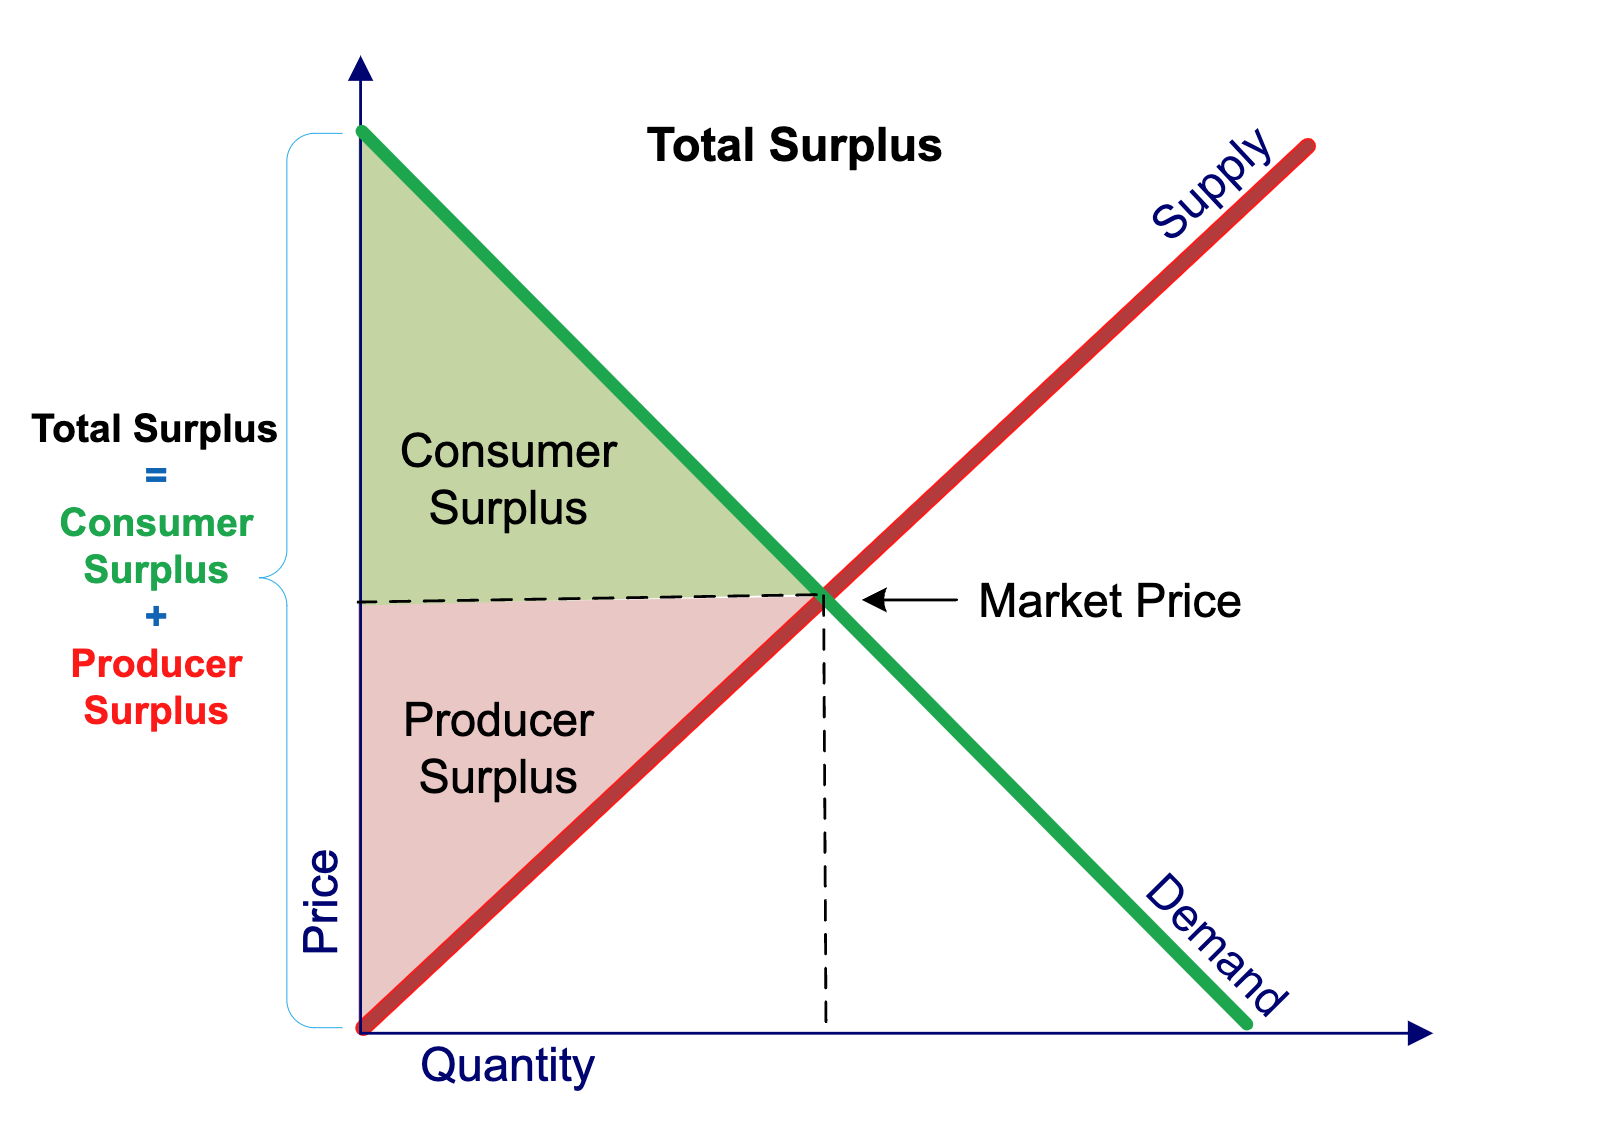 Total Surplus
Supply
Total Surplus
=
Consumer
Surplus
+
Producer
Surplus
Consumer
Surplus
Market Price
Producer
Surplus
Price
Demand
Quantity